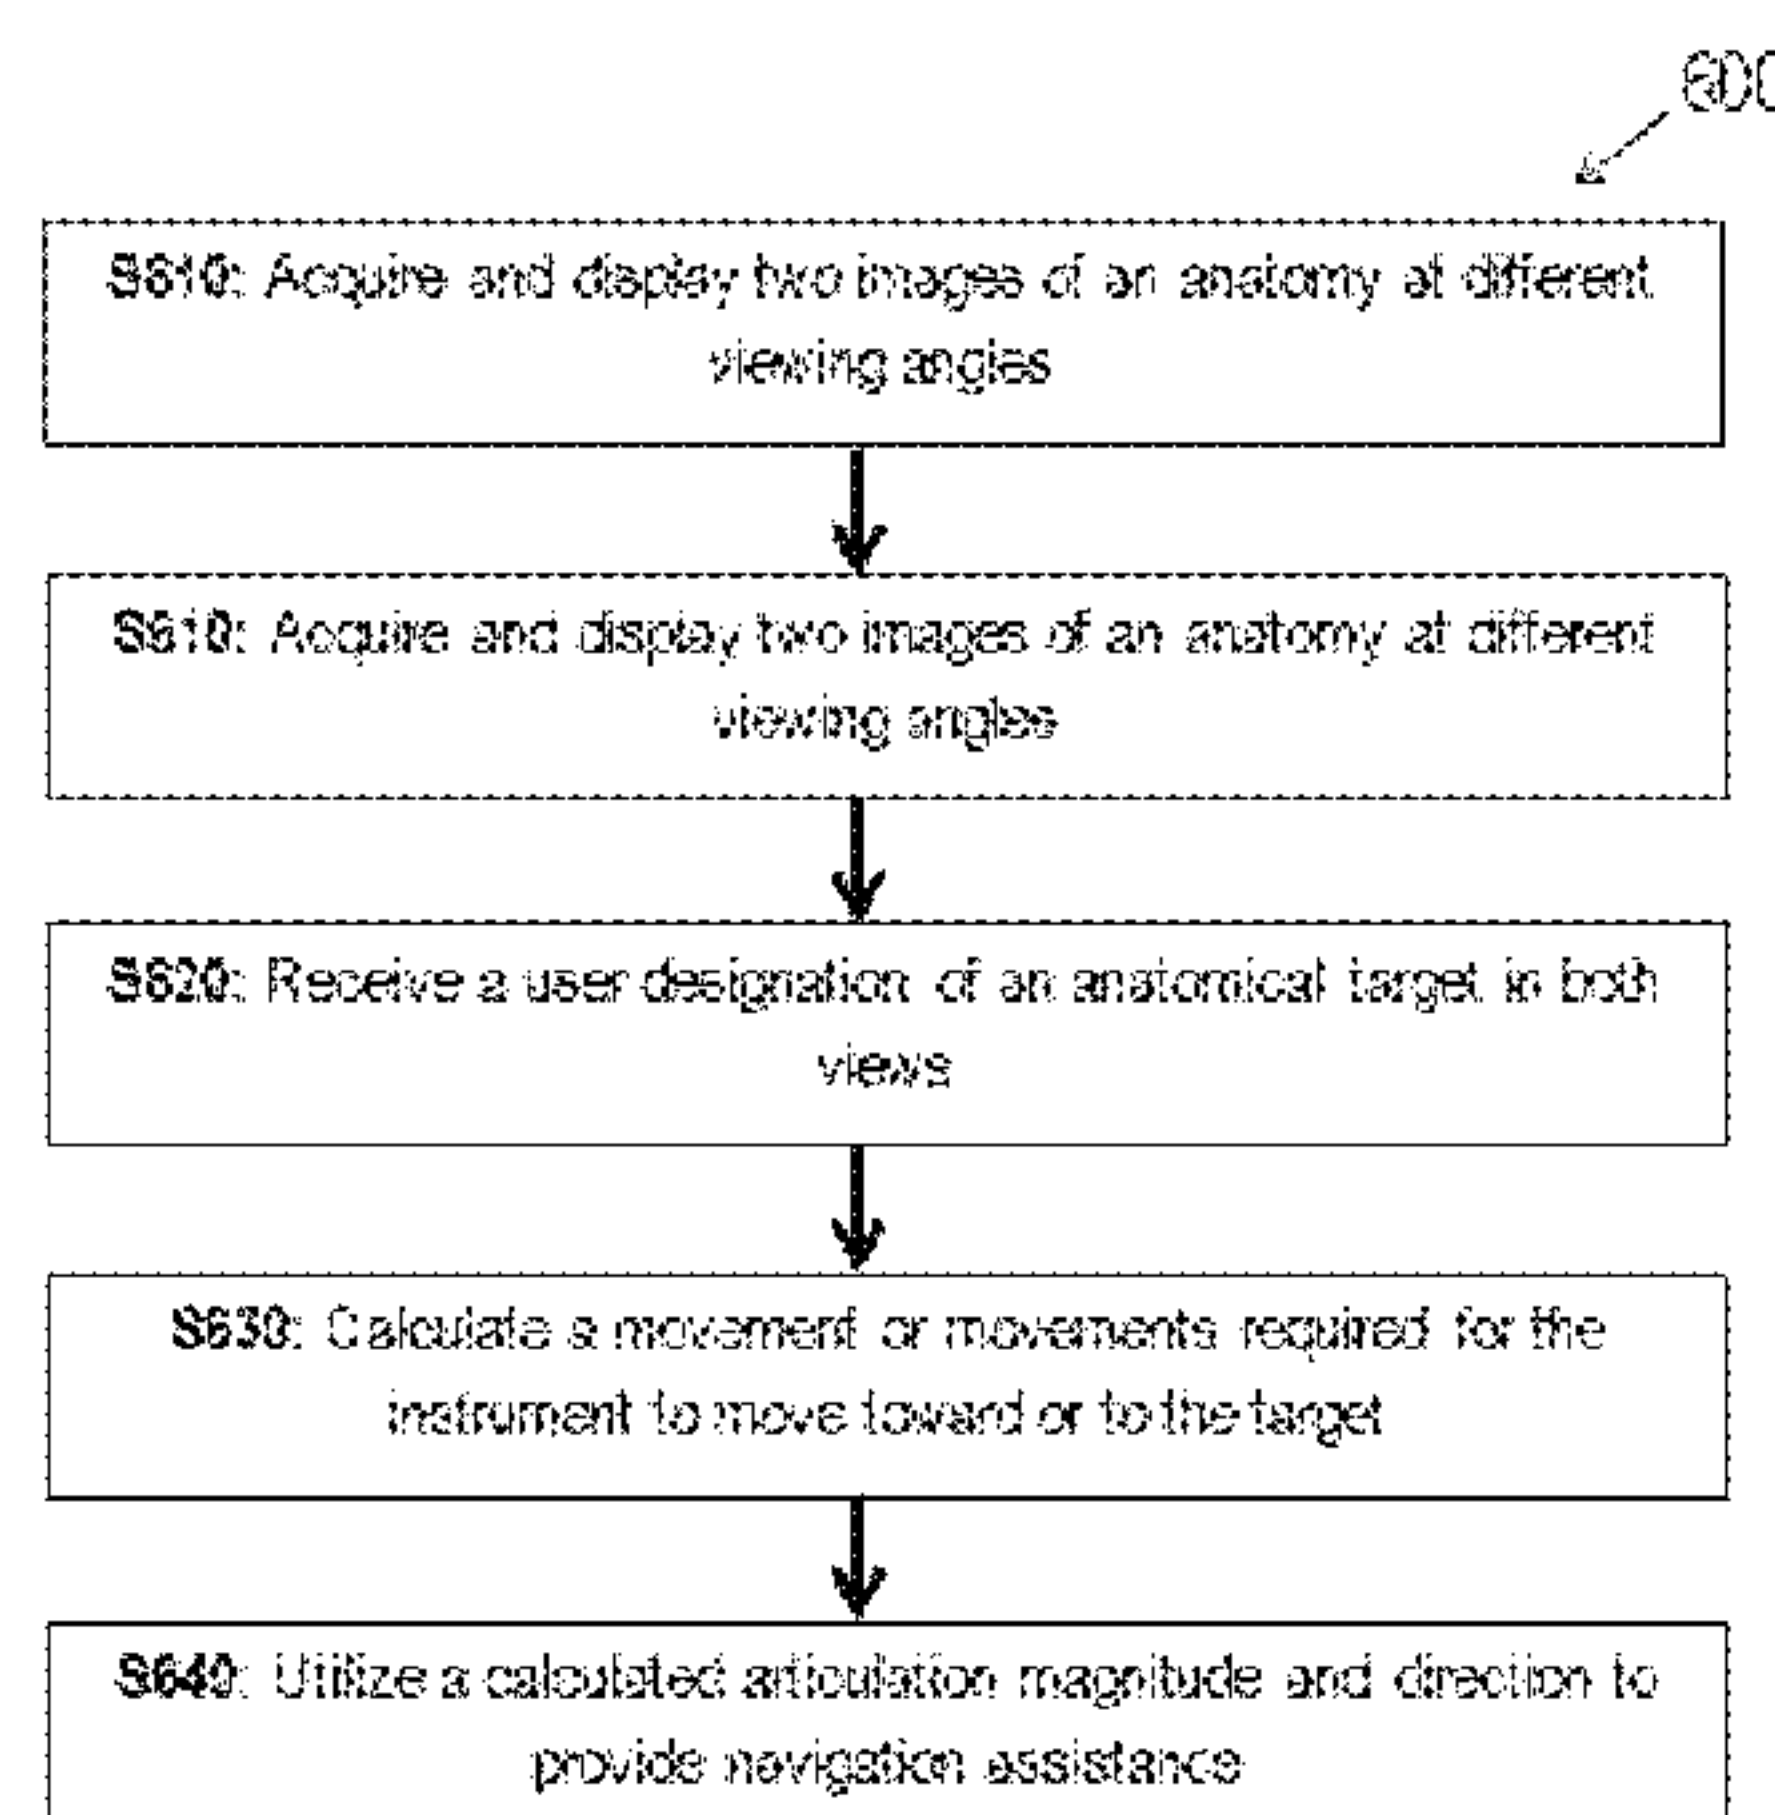 600
S610: Acquire and display two images of an anatomy at different
viewing angles
S610: Acquire and display two images of an anatomy at different
viewing angles
S620: Receive a user designation of an anatomical target in both
views
S630: Calculate a movement or movements required for the
instrument to move toward or to the target
S640: Utilize a calculated articulation magnitude and direction to
provide navigation assistance